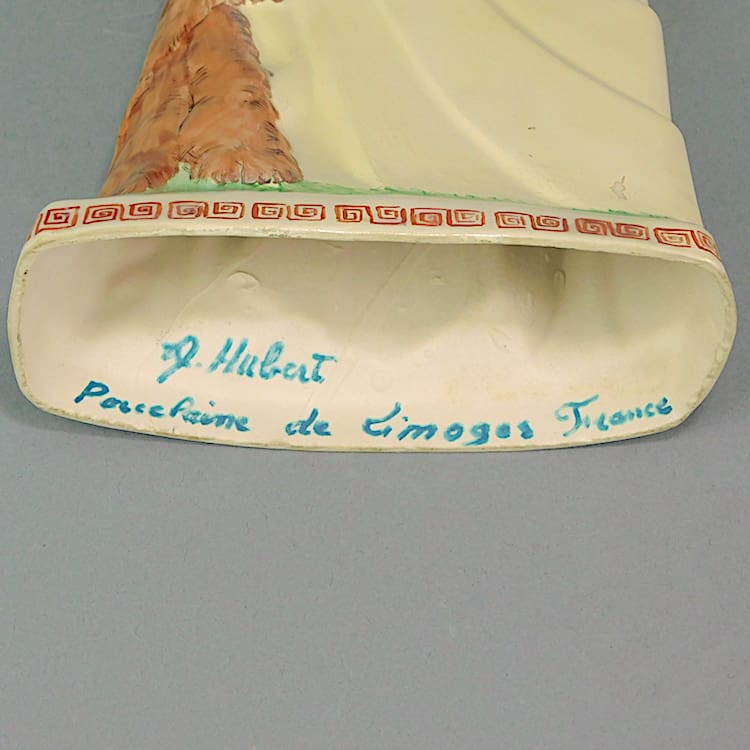 J. Hubert
Porcelaine de Limoges France